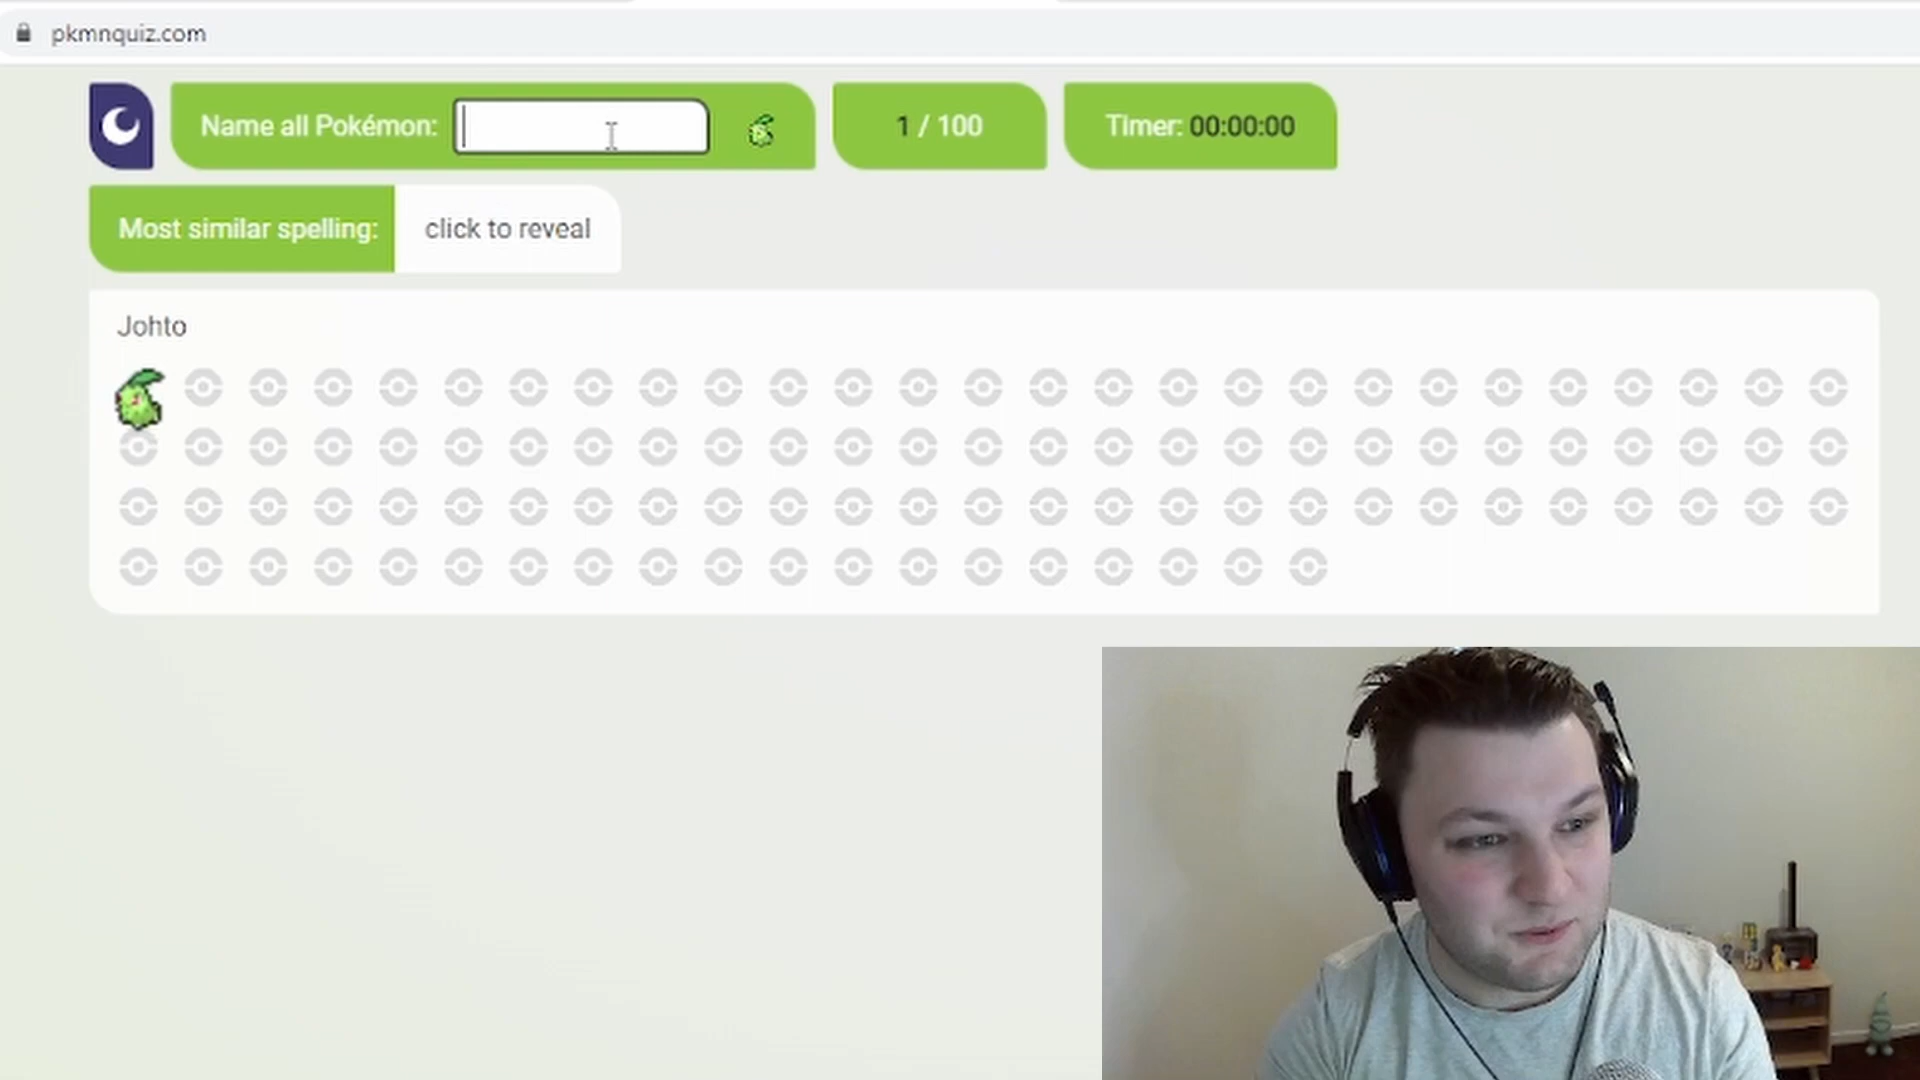 pkmnquiz.com
Name all Pokémon:
1 / 100
Timer: 00:00:00
Most similar spelling:
click to reveal
Johto